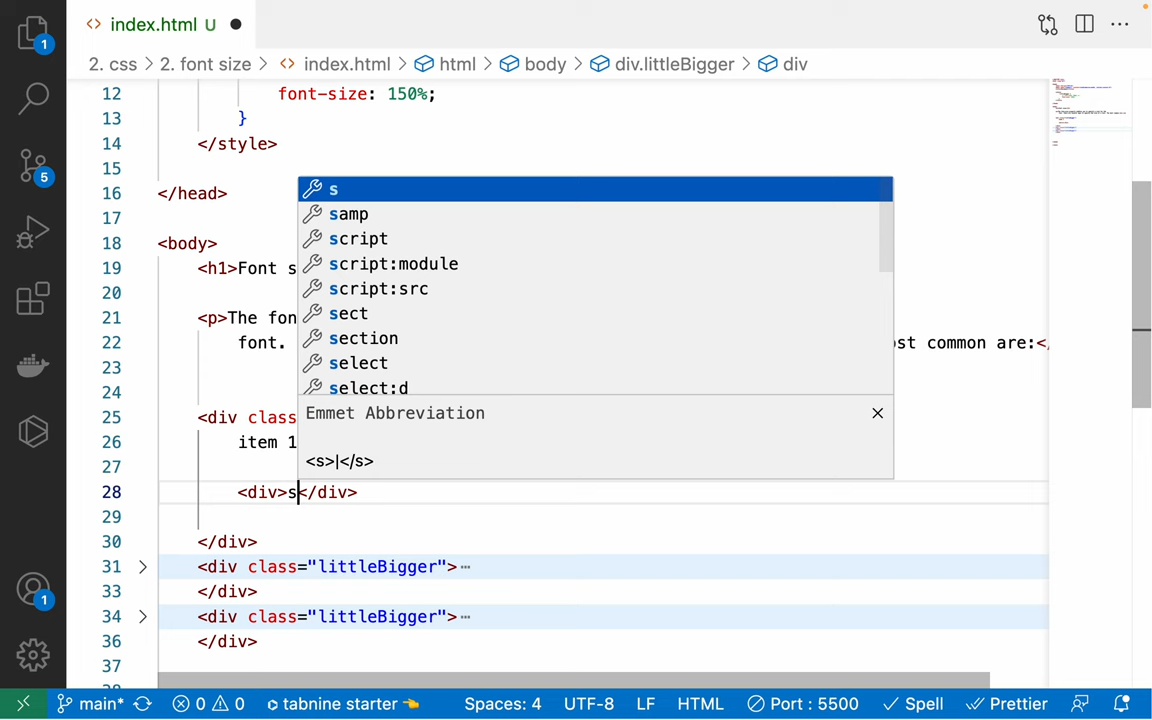 1
<> index.html U
2. css > 2. font size > <> index.html > html > body > div.littleBigger > div
12 font-size: 150%;
13 }
14 </style>
15
16 </head>
17
18 <body>
19 <h1>Font s
20
21 <p>The fon
22 font. st common are:</
23
24
25 <div class
26 item 1
27
28 <div>s</div>
29
30 </div>
31 > <div class="littleBigger">
33 </div>
34 > <div class="littleBigger">
36 </div>
37
s
samp
script
script:module
script:src
sect
section
select
select:d
Emmet Abbreviation
<s>|</s>
5
1
main* 0 0 tabnine starter Spaces: 4 UTF-8 LF HTML Port : 5500 Spell Prettier